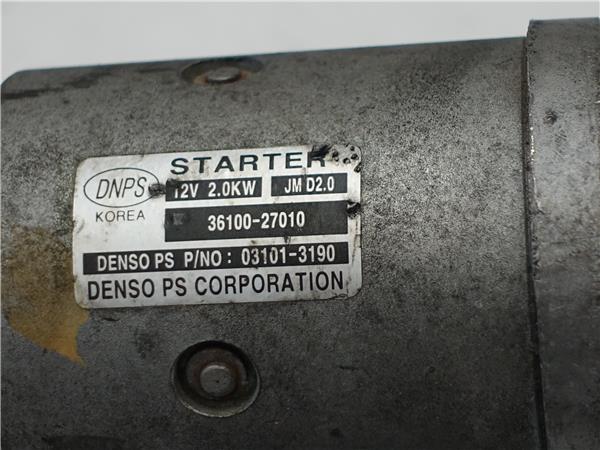 STARTER
DNPS
KOREA
12V 2.0KW JM D2.0
36100-27010
DENSO PS P/NO: 03101-3190
DENSO PS CORPORATION